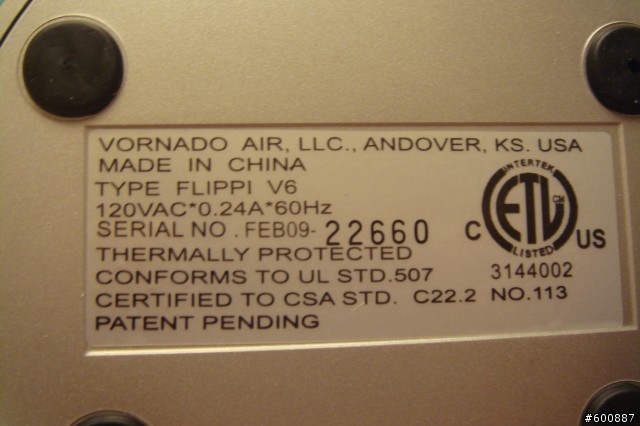 VORNADO AIR, LLC., ANDOVER, KS. USA
MADE IN CHINA
TYPE FLIPPI V6
120VAC*0.24A*60Hz
SERIAL NO. FEB09-22660
THERMALLY PROTECTED
CONFORMS TO UL STD.507
CERTIFIED TO CSA STD. C22.2 NO.113
PATENT PENDING
INTERTEK
C ETL CM US
LISTED
3144002
#600887